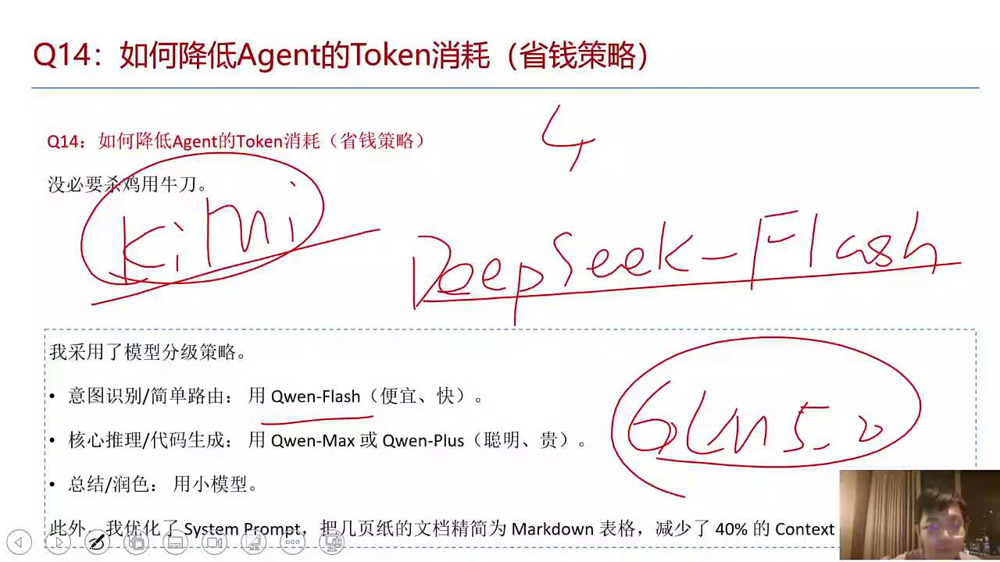 Q14：如何降低Agent的Token消耗（省钱策略）
Q14：如何降低Agent的Token消耗（省钱策略）
4
没必要杀鸡用牛刀。
kimi
DeepSeek-Flash
我采用了模型分级策略。
• 意图识别/简单路由： 用 Qwen-Flash（便宜、快）。
• 核心推理/代码生成： 用 Qwen-Max 或 Qwen-Plus（聪明、贵）。
GLM5.2
• 总结/润色： 用小模型。
此外，我优化了 System Prompt，把几页纸的文档精简为 Markdown 表格，减少了 40% 的 Context